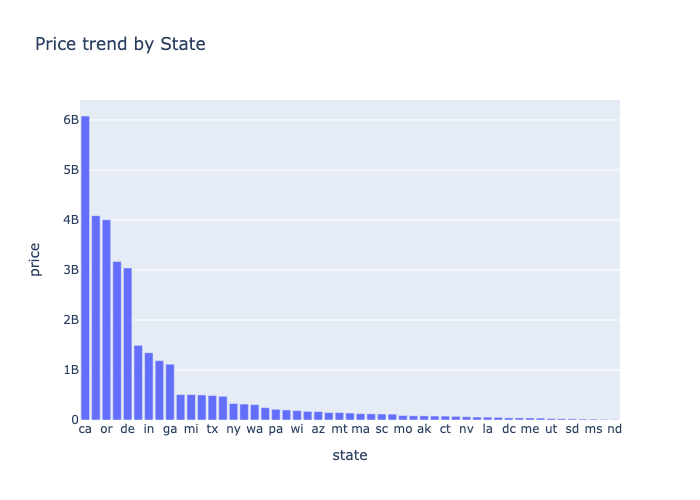 Price trend by State
6B
5B
4B
3B
2B
1B
0
price
ca or de in ga mi tx ny wa pa wi az mt ma sc mo ak ct nv la dc me ut sd ms nd
state